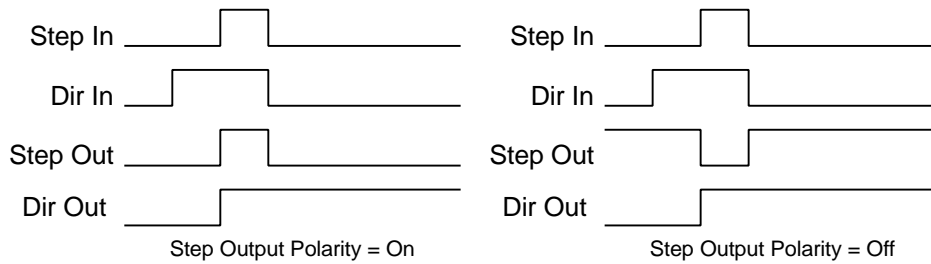 Step In
Dir In
Step Out
Dir Out
Step Output Polarity = On
Step In
Dir In
Step Out
Dir Out
Step Output Polarity = Off